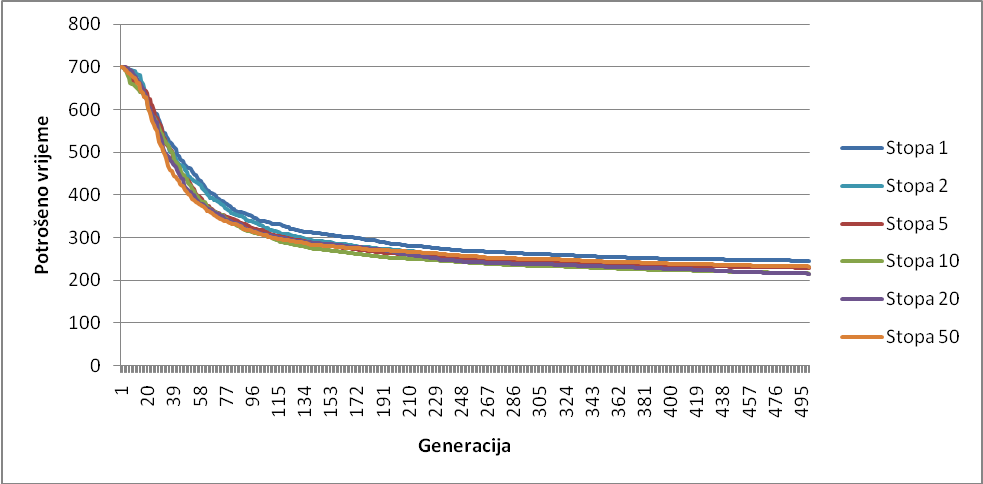 800
700
600
500
400
300
200
100
0
Potrošeno vrijeme
1 20 39 58 77 96 115 134 153 172 191 210 229 248 267 286 305 324 343 362 381 400 419 438 457 476 495
Generacija
Stopa 1
Stopa 2
Stopa 5
Stopa 10
Stopa 20
Stopa 50